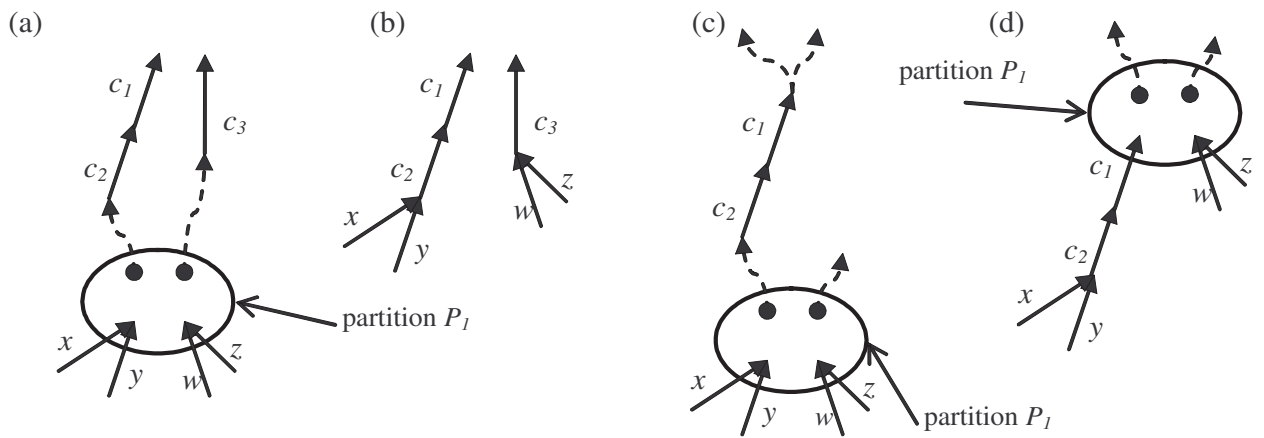 (a)
c₁
c₂
c₃
x
y
w
z
partition P₁
(b)
c₁
c₂
c₃
x
y
w
z
(c)
c₁
c₂
x
y
w
z
partition P₁
(d)
partition P₁
c₁
c₂
x
y
w
z